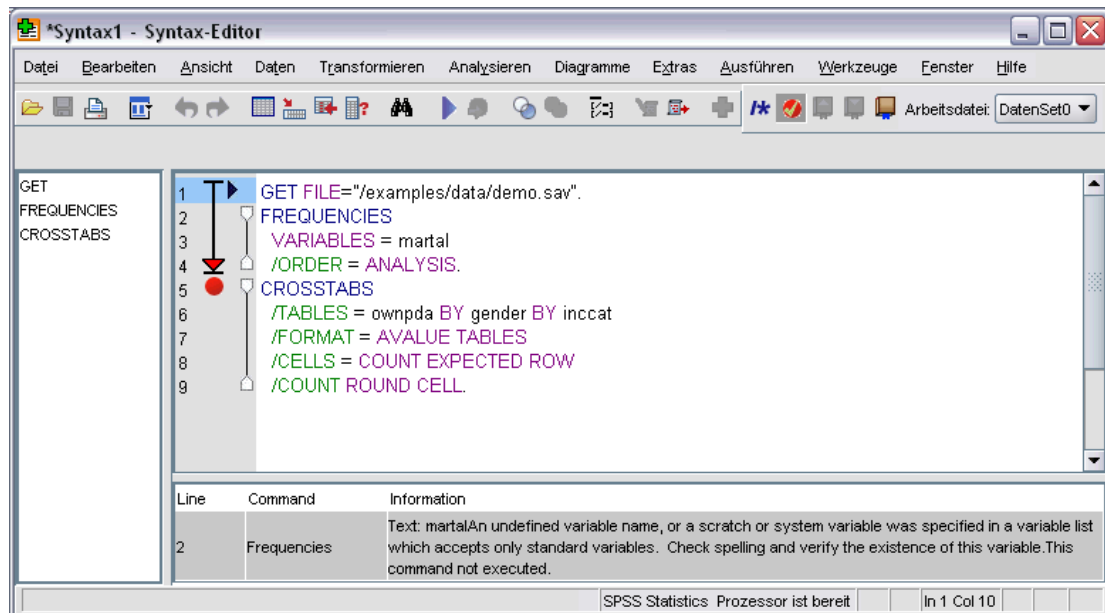 *Syntax1 - Syntax-Editor
Datei Bearbeiten Ansicht Daten Transformieren Analysieren Diagramme Extras Ausführen Werkzeuge Fenster Hilfe
Arbeitsdatei: DatenSet0
GET
FREQUENCIES
CROSSTABS
1 GET FILE="/examples/data/demo.sav".
2 FREQUENCIES
3 VARIABLES = martal
4 /ORDER = ANALYSIS.
5 CROSSTABS
6 /TABLES = ownpda BY gender BY inccat
7 /FORMAT = AVALUE TABLES
8 /CELLS = COUNT EXPECTED ROW
9 /COUNT ROUND CELL.
Line Command Information
2 Frequencies Text: martalAn undefined variable name, or a scratch or system variable was specified in a variable list
which accepts only standard variables. Check spelling and verify the existence of this variable.This
command not executed.
SPSS Statistics Prozessor ist bereit In 1 Col 10